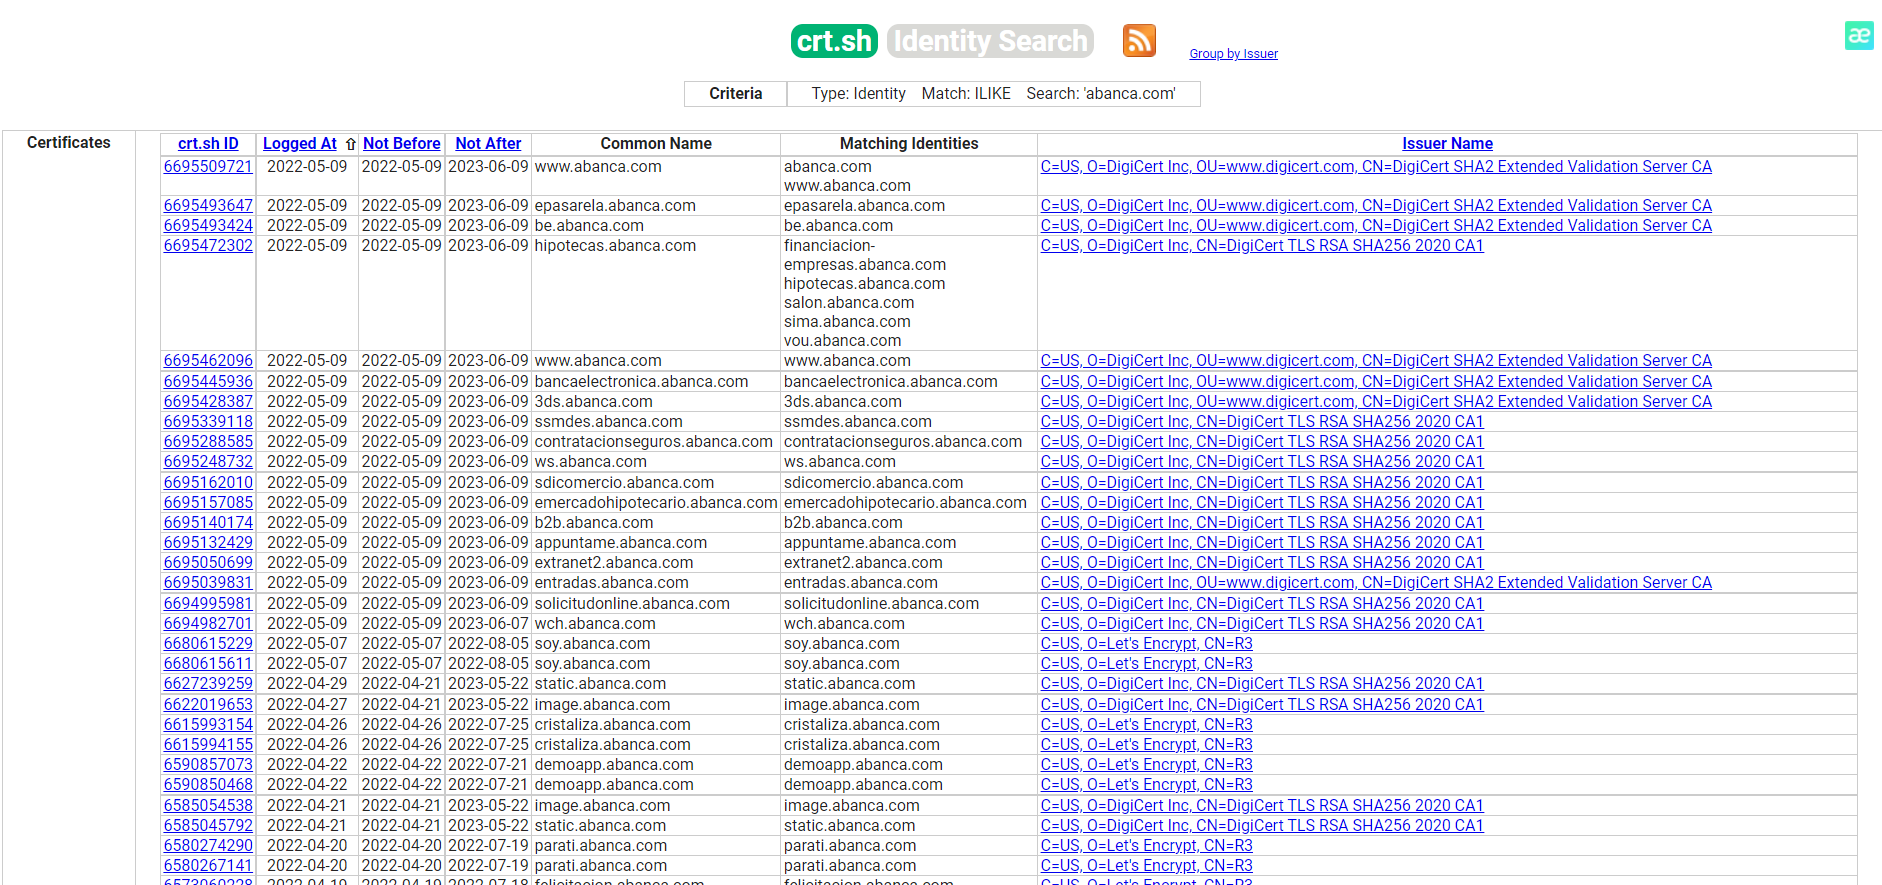 crt.sh Identity Search
Group by Issuer
æ
Criteria Type: Identity Match: ILIKE Search: 'abanca.com'
Certificates
crt.sh ID Logged At ⇧ Not Before Not After Common Name Matching Identities Issuer Name
6695509721 2022-05-09 2022-05-09 2023-06-09 www.abanca.com abanca.com C=US, O=DigiCert Inc, OU=www.digicert.com, CN=DigiCert SHA2 Extended Validation Server CA
www.abanca.com
6695493647 2022-05-09 2022-05-09 2023-06-09 epasarela.abanca.com epasarela.abanca.com C=US, O=DigiCert Inc, OU=www.digicert.com, CN=DigiCert SHA2 Extended Validation Server CA
6695493424 2022-05-09 2022-05-09 2023-06-09 be.abanca.com be.abanca.com C=US, O=DigiCert Inc, OU=www.digicert.com, CN=DigiCert SHA2 Extended Validation Server CA
6695472302 2022-05-09 2022-05-09 2023-06-09 hipotecas.abanca.com financiacion- C=US, O=DigiCert Inc, CN=DigiCert TLS RSA SHA256 2020 CA1
empresas.abanca.com
hipotecas.abanca.com
salon.abanca.com
sima.abanca.com
vou.abanca.com
6695462096 2022-05-09 2022-05-09 2023-06-09 www.abanca.com www.abanca.com C=US, O=DigiCert Inc, OU=www.digicert.com, CN=DigiCert SHA2 Extended Validation Server CA
6695445936 2022-05-09 2022-05-09 2023-06-09 bancaelectronica.abanca.com bancaelectronica.abanca.com C=US, O=DigiCert Inc, OU=www.digicert.com, CN=DigiCert SHA2 Extended Validation Server CA
6695428387 2022-05-09 2022-05-09 2023-06-09 3ds.abanca.com 3ds.abanca.com C=US, O=DigiCert Inc, OU=www.digicert.com, CN=DigiCert SHA2 Extended Validation Server CA
6695339118 2022-05-09 2022-05-09 2023-06-09 ssmdes.abanca.com ssmdes.abanca.com C=US, O=DigiCert Inc, CN=DigiCert TLS RSA SHA256 2020 CA1
6695288585 2022-05-09 2022-05-09 2023-06-09 contratacionseguros.abanca.com contratacionseguros.abanca.com C=US, O=DigiCert Inc, CN=DigiCert TLS RSA SHA256 2020 CA1
6695248732 2022-05-09 2022-05-09 2023-06-09 ws.abanca.com ws.abanca.com C=US, O=DigiCert Inc, CN=DigiCert TLS RSA SHA256 2020 CA1
6695162010 2022-05-09 2022-05-09 2023-06-09 sdicomercio.abanca.com sdicomercio.abanca.com C=US, O=DigiCert Inc, CN=DigiCert TLS RSA SHA256 2020 CA1
6695157085 2022-05-09 2022-05-09 2023-06-09 emercadohipotecario.abanca.com emercadohipotecario.abanca.com C=US, O=DigiCert Inc, CN=DigiCert TLS RSA SHA256 2020 CA1
6695140174 2022-05-09 2022-05-09 2023-06-09 b2b.abanca.com b2b.abanca.com C=US, O=DigiCert Inc, CN=DigiCert TLS RSA SHA256 2020 CA1
6695132429 2022-05-09 2022-05-09 2023-06-09 appuntame.abanca.com appuntame.abanca.com C=US, O=DigiCert Inc, CN=DigiCert TLS RSA SHA256 2020 CA1
6695050699 2022-05-09 2022-05-09 2023-06-09 extranet2.abanca.com extranet2.abanca.com C=US, O=DigiCert Inc, CN=DigiCert TLS RSA SHA256 2020 CA1
6695039831 2022-05-09 2022-05-09 2023-06-09 entradas.abanca.com entradas.abanca.com C=US, O=DigiCert Inc, OU=www.digicert.com, CN=DigiCert SHA2 Extended Validation Server CA
6694995981 2022-05-09 2022-05-09 2023-06-09 solicitudonline.abanca.com solicitudonline.abanca.com C=US, O=DigiCert Inc, CN=DigiCert TLS RSA SHA256 2020 CA1
6694982701 2022-05-09 2022-05-09 2023-06-07 wch.abanca.com wch.abanca.com C=US, O=DigiCert Inc, CN=DigiCert TLS RSA SHA256 2020 CA1
6680615229 2022-05-07 2022-05-07 2022-08-05 soy.abanca.com soy.abanca.com C=US, O=Let's Encrypt, CN=R3
6680615611 2022-05-07 2022-05-07 2022-08-05 soy.abanca.com soy.abanca.com C=US, O=Let's Encrypt, CN=R3
6627239259 2022-04-29 2022-04-21 2023-05-22 static.abanca.com static.abanca.com C=US, O=DigiCert Inc, CN=DigiCert TLS RSA SHA256 2020 CA1
6622019653 2022-04-27 2022-04-21 2023-05-22 image.abanca.com image.abanca.com C=US, O=DigiCert Inc, CN=DigiCert TLS RSA SHA256 2020 CA1
6615993154 2022-04-26 2022-04-26 2022-07-25 cristaliza.abanca.com cristaliza.abanca.com C=US, O=Let's Encrypt, CN=R3
6615994155 2022-04-26 2022-04-26 2022-07-25 cristaliza.abanca.com cristaliza.abanca.com C=US, O=Let's Encrypt, CN=R3
6590857073 2022-04-22 2022-04-22 2022-07-21 demoapp.abanca.com demoapp.abanca.com C=US, O=Let's Encrypt, CN=R3
6590850468 2022-04-22 2022-04-22 2022-07-21 demoapp.abanca.com demoapp.abanca.com C=US, O=Let's Encrypt, CN=R3
6585054538 2022-04-21 2022-04-21 2023-05-22 image.abanca.com image.abanca.com C=US, O=DigiCert Inc, CN=DigiCert TLS RSA SHA256 2020 CA1
6585045792 2022-04-21 2022-04-21 2023-05-22 static.abanca.com static.abanca.com C=US, O=DigiCert Inc, CN=DigiCert TLS RSA SHA256 2020 CA1
6580274290 2022-04-20 2022-04-20 2022-07-19 parati.abanca.com parati.abanca.com C=US, O=Let's Encrypt, CN=R3
6580267141 2022-04-20 2022-04-20 2022-07-19 parati.abanca.com parati.abanca.com C=US, O=Let's Encrypt, CN=R3
2022-04-19 2022-04-19 2022-07-18 felicitacion.abanca.com felicitacion.abanca.com C=US, O=Let's Encrypt, CN=R3